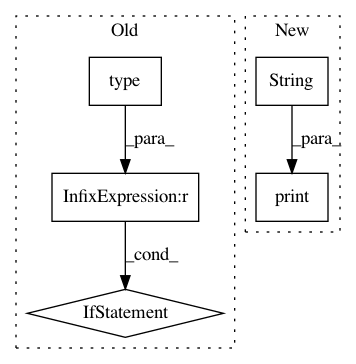 Old
New
type
String
_para_
_para_
InfixExpression:r
print
_cond_
IfStatement